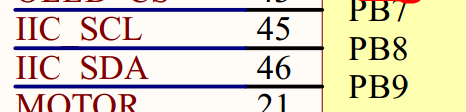 PB7
IIC_SCL 45 PB8
IIC_SDA 46 PB9
MOTOR 21